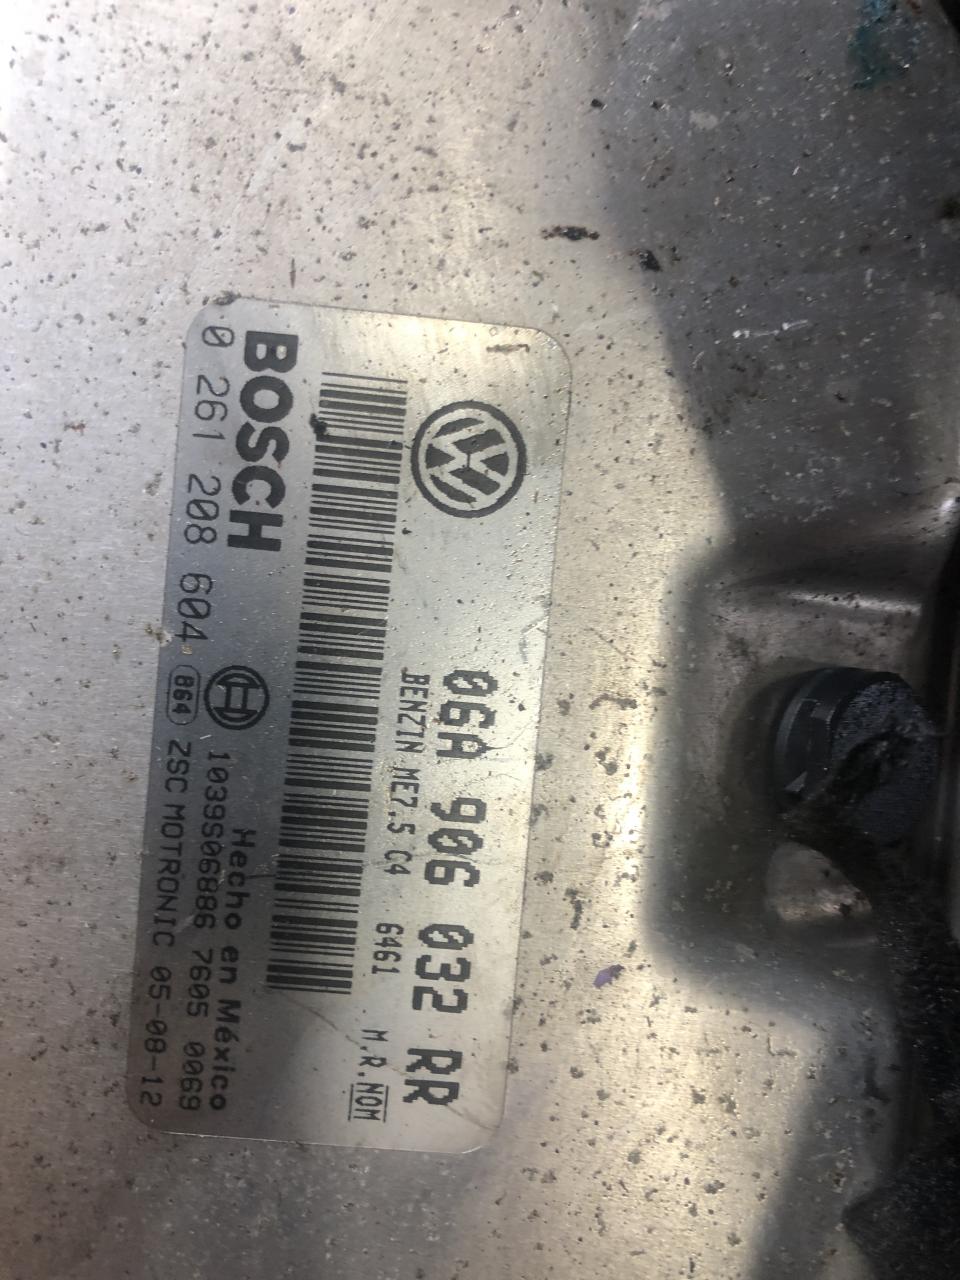 06A 906 032 RR
BENZIN ME7.5 C4 6461 M.R.NOM
BOSCH
Hecho en México
1039S06886 7605 0069
0 261 208 604 864 2SC MOTRONIC 05-08-12